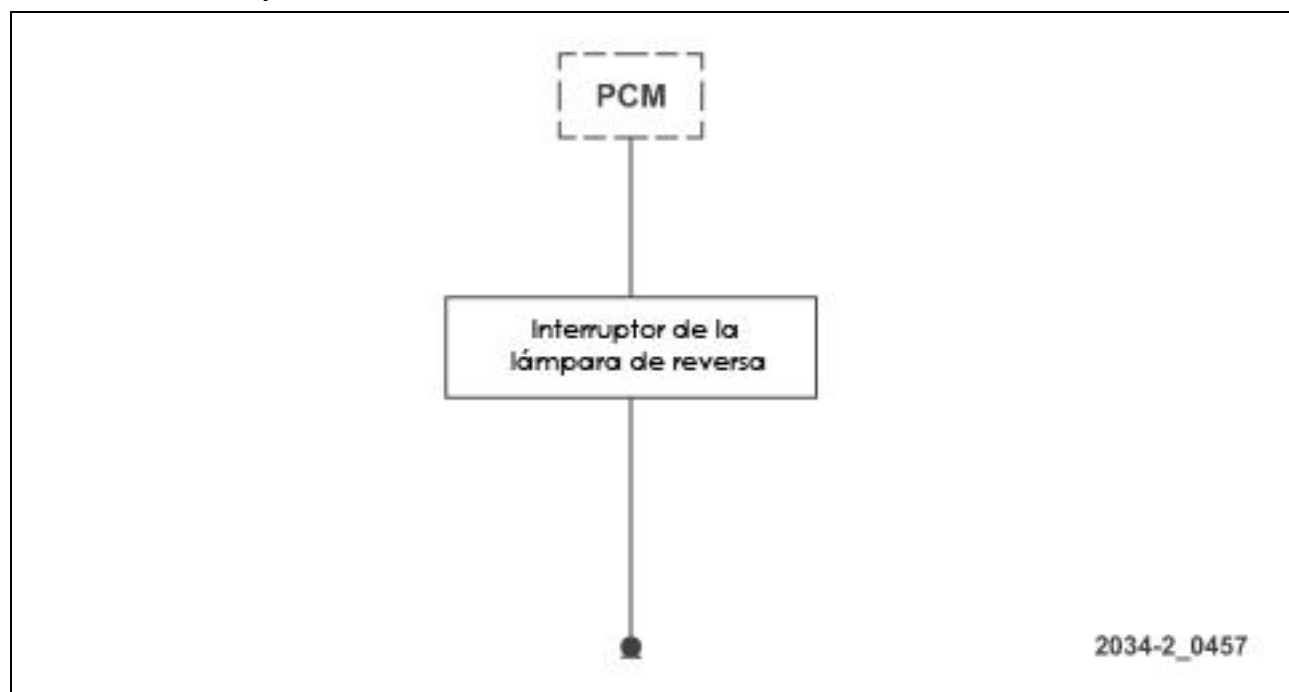 PCM
Interruptor de la
lámpara de reversa
2034-2_0457